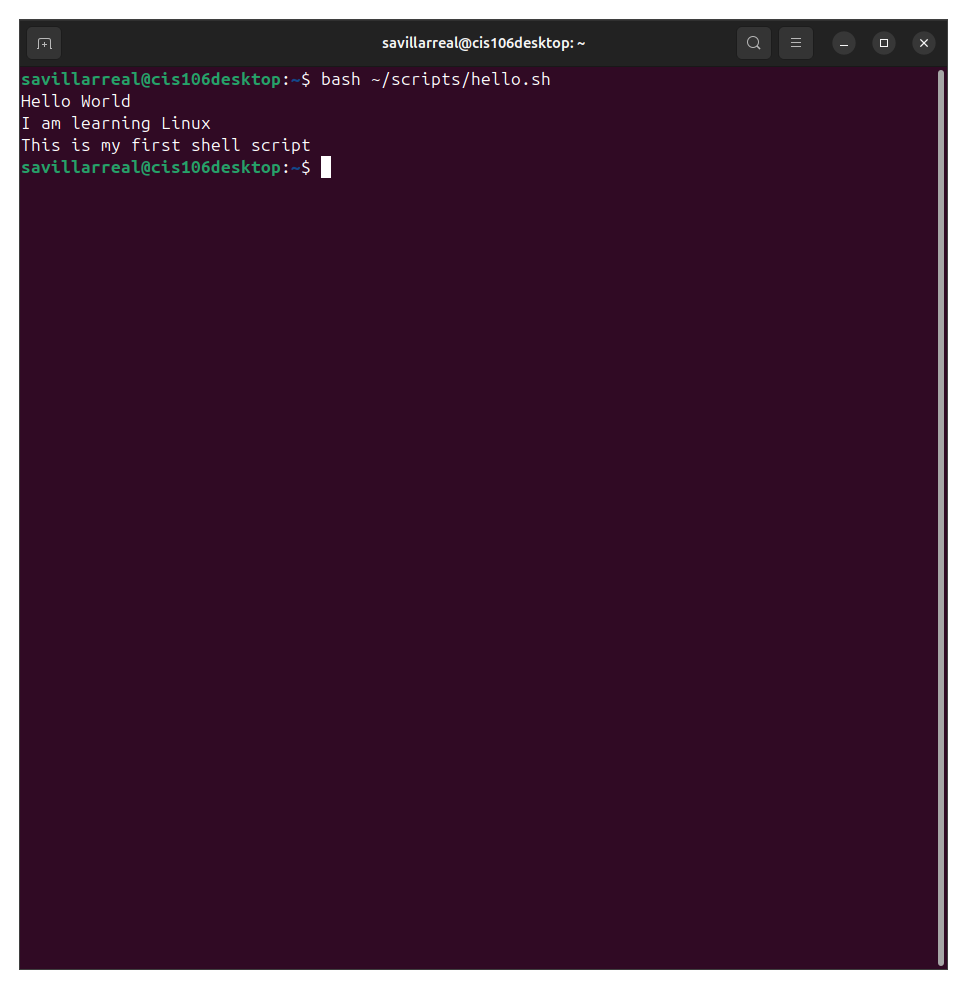 savillarreal@cis106desktop: ~
savillarreal@cis106desktop:~$ bash ~/scripts/hello.sh
Hello World
I am learning Linux
This is my first shell script
savillarreal@cis106desktop:~$